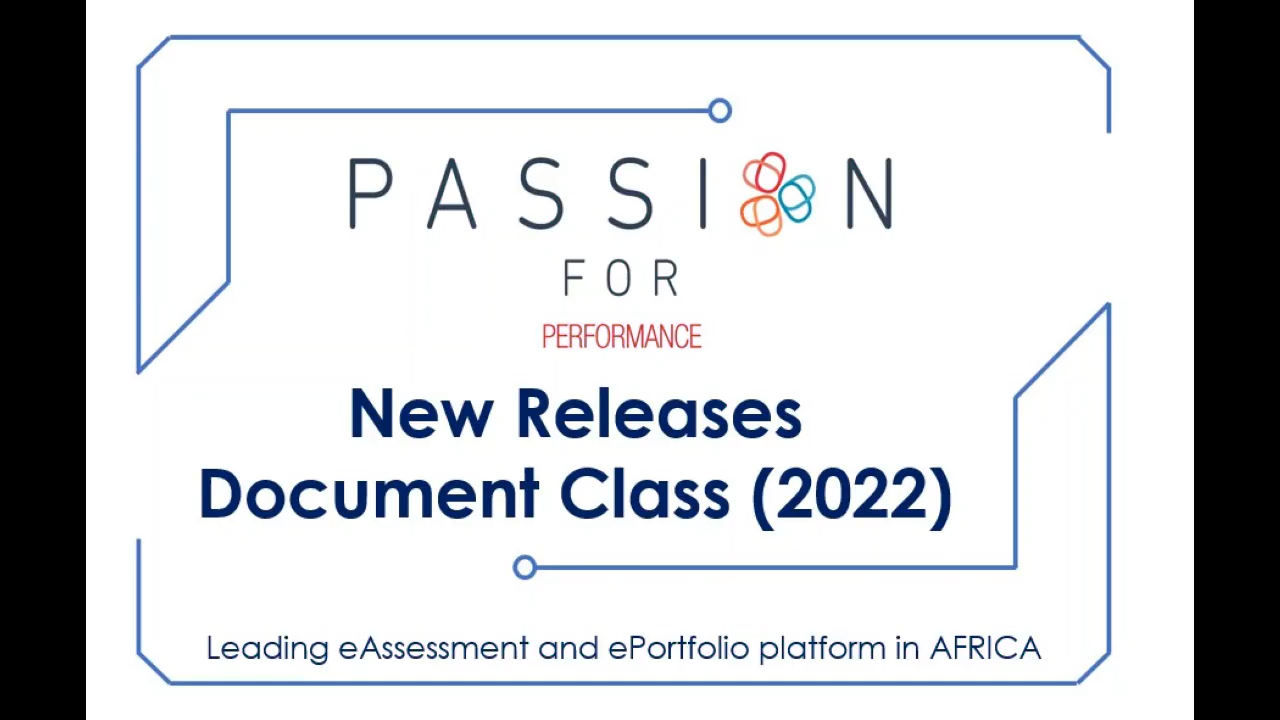 PASSION
FOR
PERFORMANCE
New Releases
Document Class (2022)
Leading eAssessment and ePortfolio platform in AFRICA